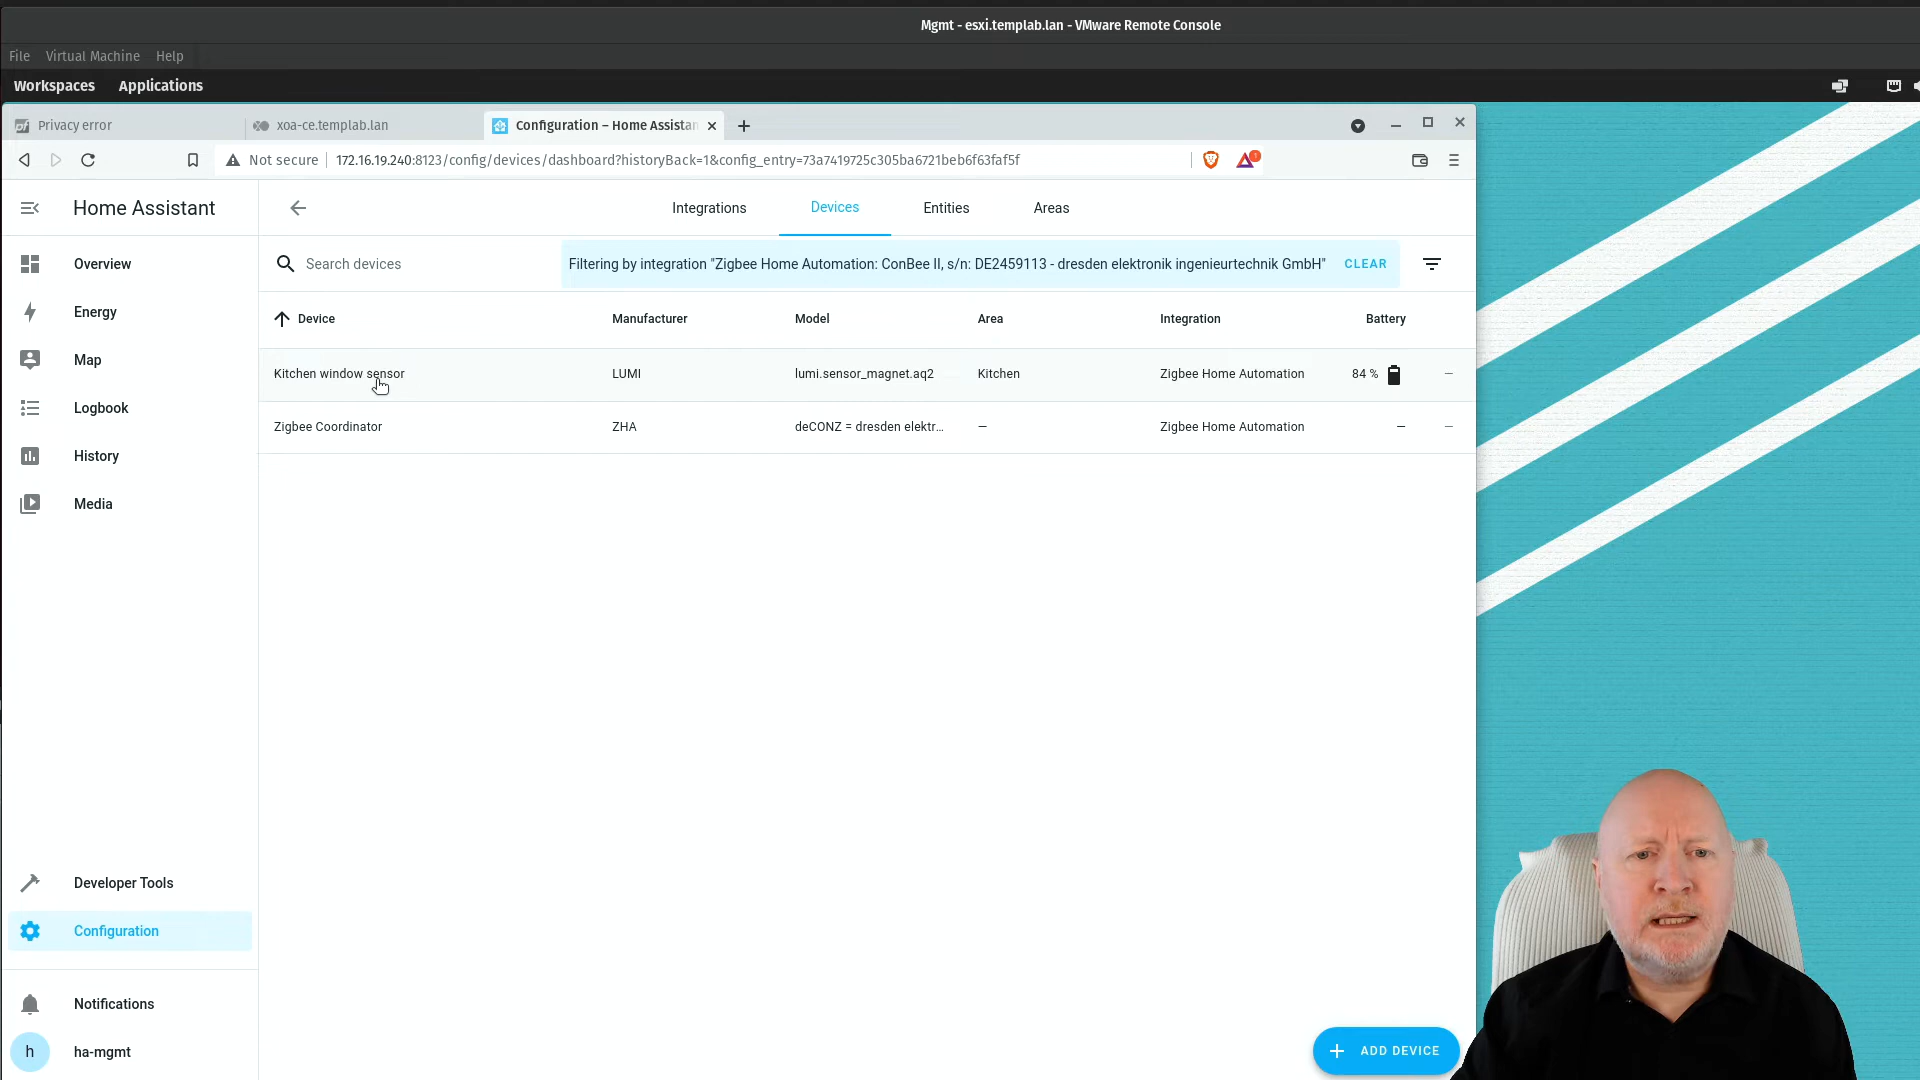 Mgmt - esxi.templab.lan - VMware Remote Console
File Virtual Machine Help
Workspaces Applications
Privacy error
xoa-ce.templab.lan
Configuration – Home Assistan
Not secure 172.16.19.240:8123/config/devices/dashboard?historyBack=1&config_entry=73a7419725c305ba6721beb6f63faf5f
Home Assistant
Integrations Devices Entities Areas
Overview
Energy
Map
Logbook
History
Media
Developer Tools
Configuration
Notifications
h ha-mgmt
Search devices
Filtering by integration "Zigbee Home Automation: ConBee II, s/n: DE2459113 - dresden elektronik ingenieurtechnik GmbH" CLEAR
Device Manufacturer Model Area Integration Battery
Kitchen window sensor LUMI lumi.sensor_magnet.aq2 Kitchen Zigbee Home Automation 84 % —
Zigbee Coordinator ZHA deCONZ = dresden elektr... — Zigbee Home Automation — —
ADD DEVICE